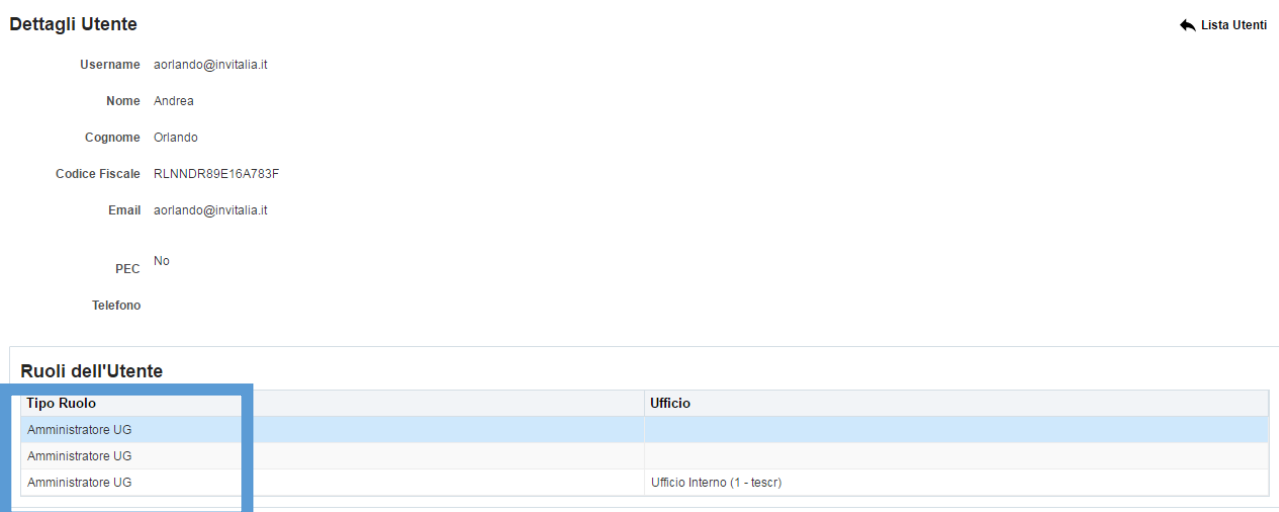 Dettagli Utente
Lista Utenti
Username aorlando@invitalia.it
Nome Andrea
Cognome Orlando
Codice Fiscale RLNNDR89E16A783F
Email aorlando@invitalia.it
PEC No
Telefono
Ruoli dell'Utente
Tipo Ruolo Ufficio
Amministratore UG
Amministratore UG
Amministratore UG Ufficio Interno (1 - tescr)